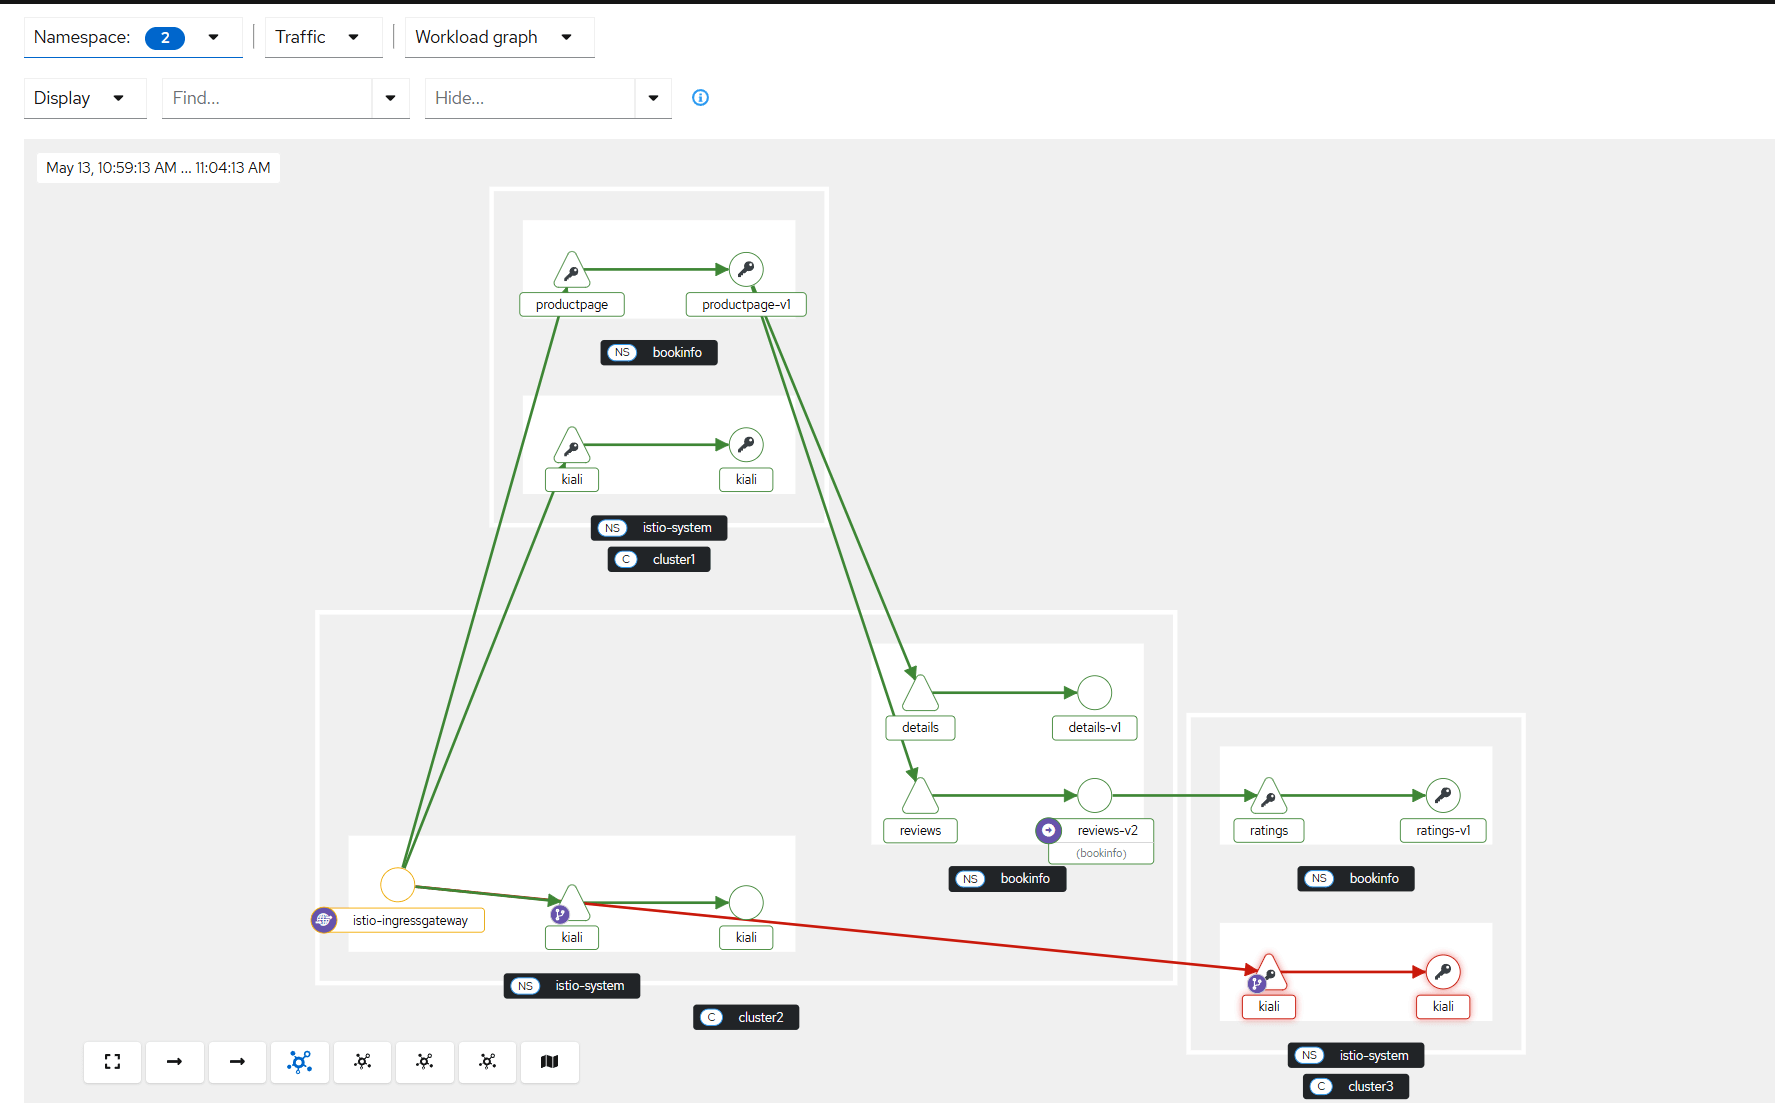 Namespace: 2 Traffic Workload graph
Display Find... Hide...
May 13, 10:59:13 AM ... 11:04:13 AM
productpage productpage-v1
NS bookinfo
kiali kiali
NS istio-system
C cluster1
details details-v1
reviews reviews-v2
(bookinfo)
NS bookinfo
ratings ratings-v1
NS bookinfo
istio-ingressgateway
kiali kiali
NS istio-system
C cluster2
kiali kiali
NS istio-system
C cluster3